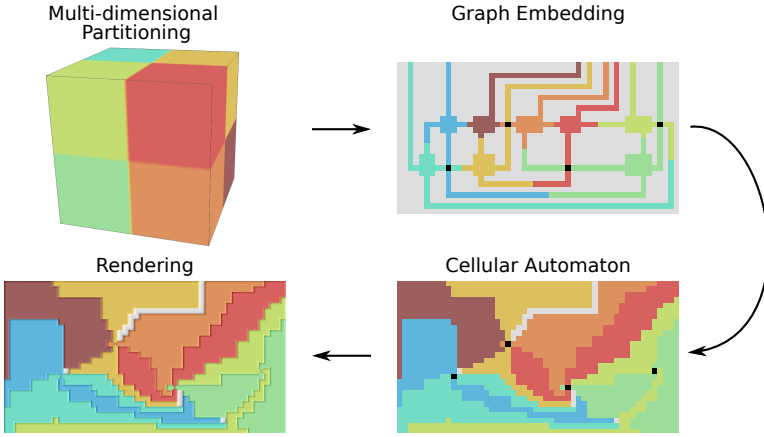 Multi-dimensional
Partitioning
Graph Embedding
Rendering
Cellular Automaton